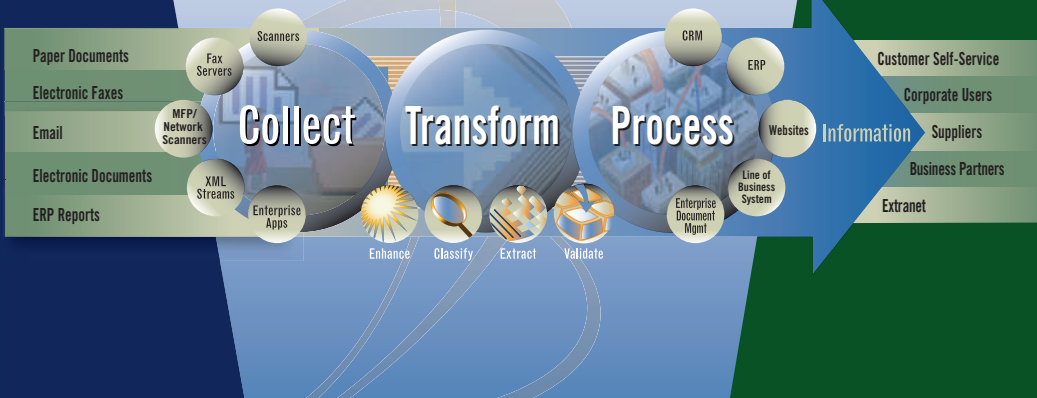 Paper Documents
Electronic Faxes
Email
Electronic Documents
ERP Reports
Scanners
Fax
Servers
MFP/
Network
Scanners
XML
Streams
Enterprise
Apps
Collect
Transform
Enhance
Classify
Extract
Validate
Process
CRM
ERP
Websites
Line of
Business
System
Enterprise
Document
Mgmt
Information
Customer Self-Service
Corporate Users
Suppliers
Business Partners
Extranet